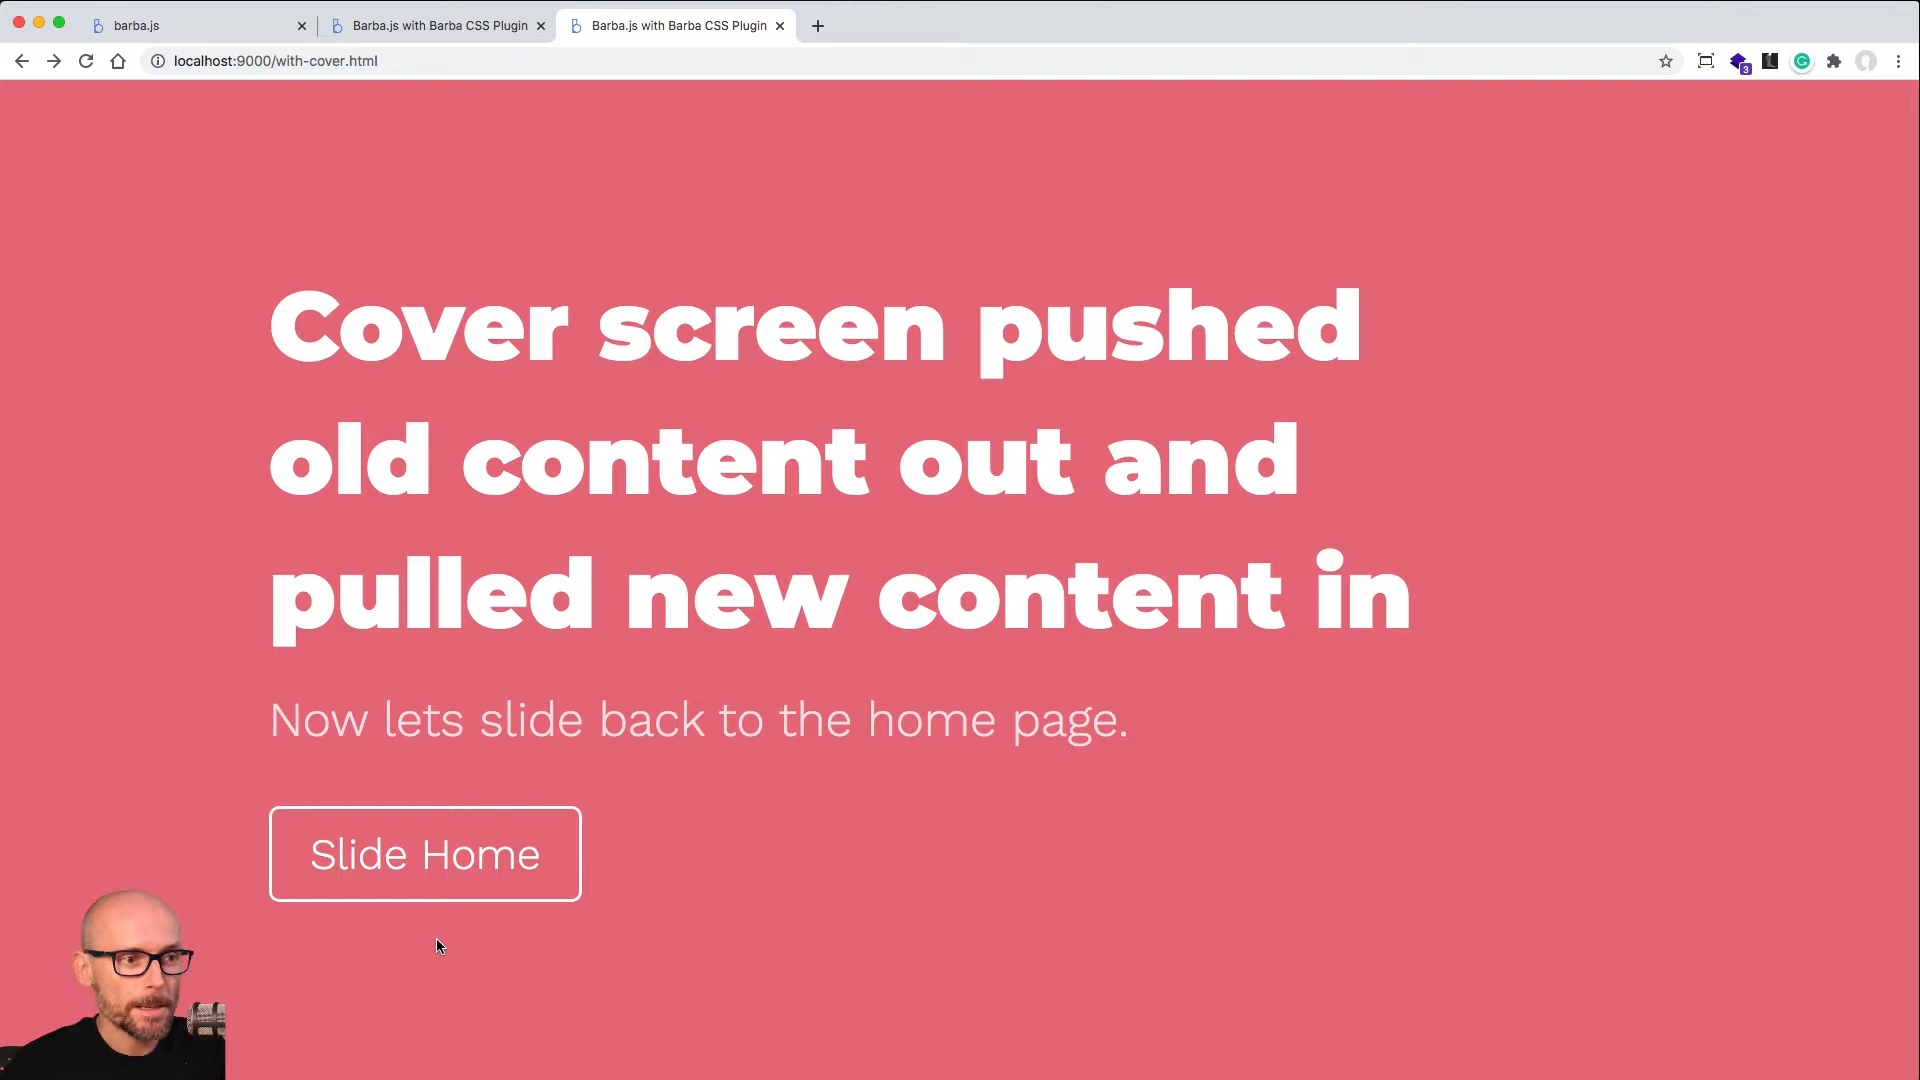 barba.js
Barba.js with Barba CSS Plugin
Barba.js with Barba CSS Plugin
localhost:9000/with-cover.html
3
Cover screen pushed
old content out and
pulled new content in
Now lets slide back to the home page.
Slide Home